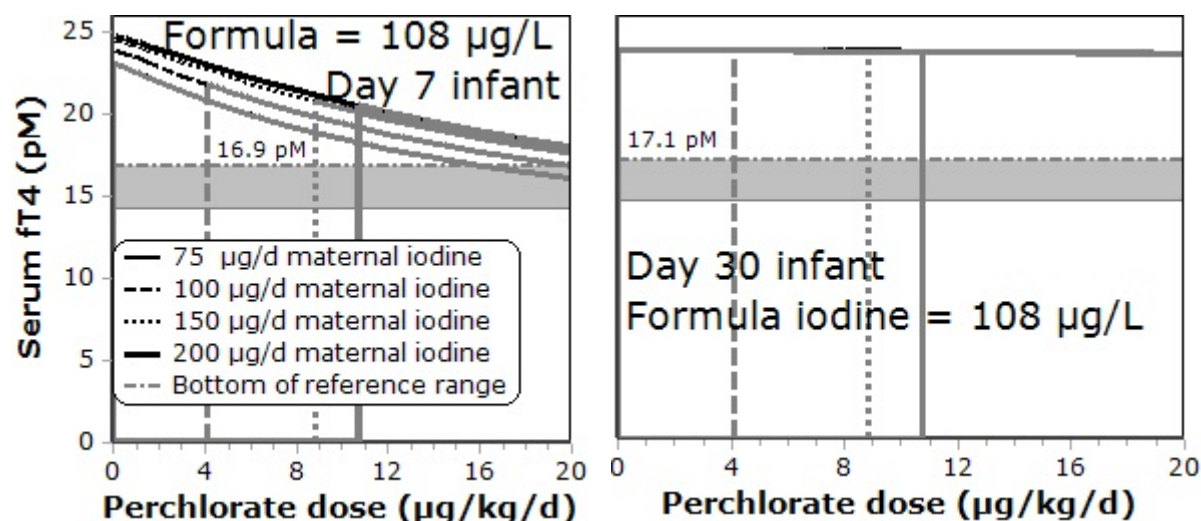 Formula = 108 µg/L
Day 7 infant
Serum fT4 (pM)
25
20
15
10
5
0
16.9 pM
75 µg/d maternal iodine
100 µg/d maternal iodine
150 µg/d maternal iodine
200 µg/d maternal iodine
Bottom of reference range
0 4 8 12 16 20
Perchlorate dose (µg/kg/d)
17.1 pM
Day 30 infant
Formula iodine = 108 µg/L
0 4 8 12 16 20
Perchlorate dose (µg/kg/d)